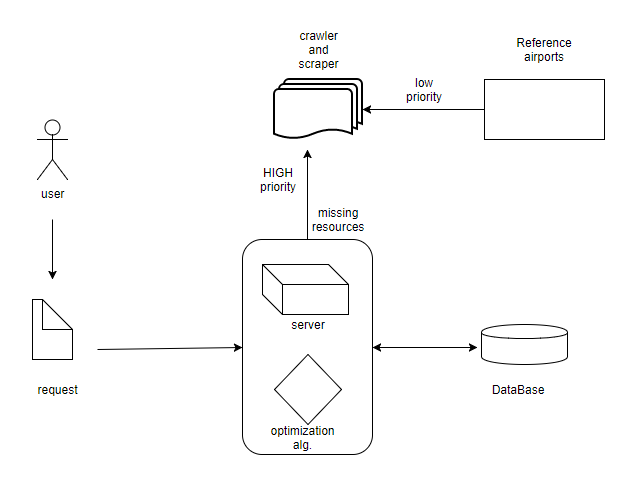 crawler
and
scraper
Reference
airports
low
priority
HIGH
priority
user
missing
resources
server
request
DataBase
optimization
alg.